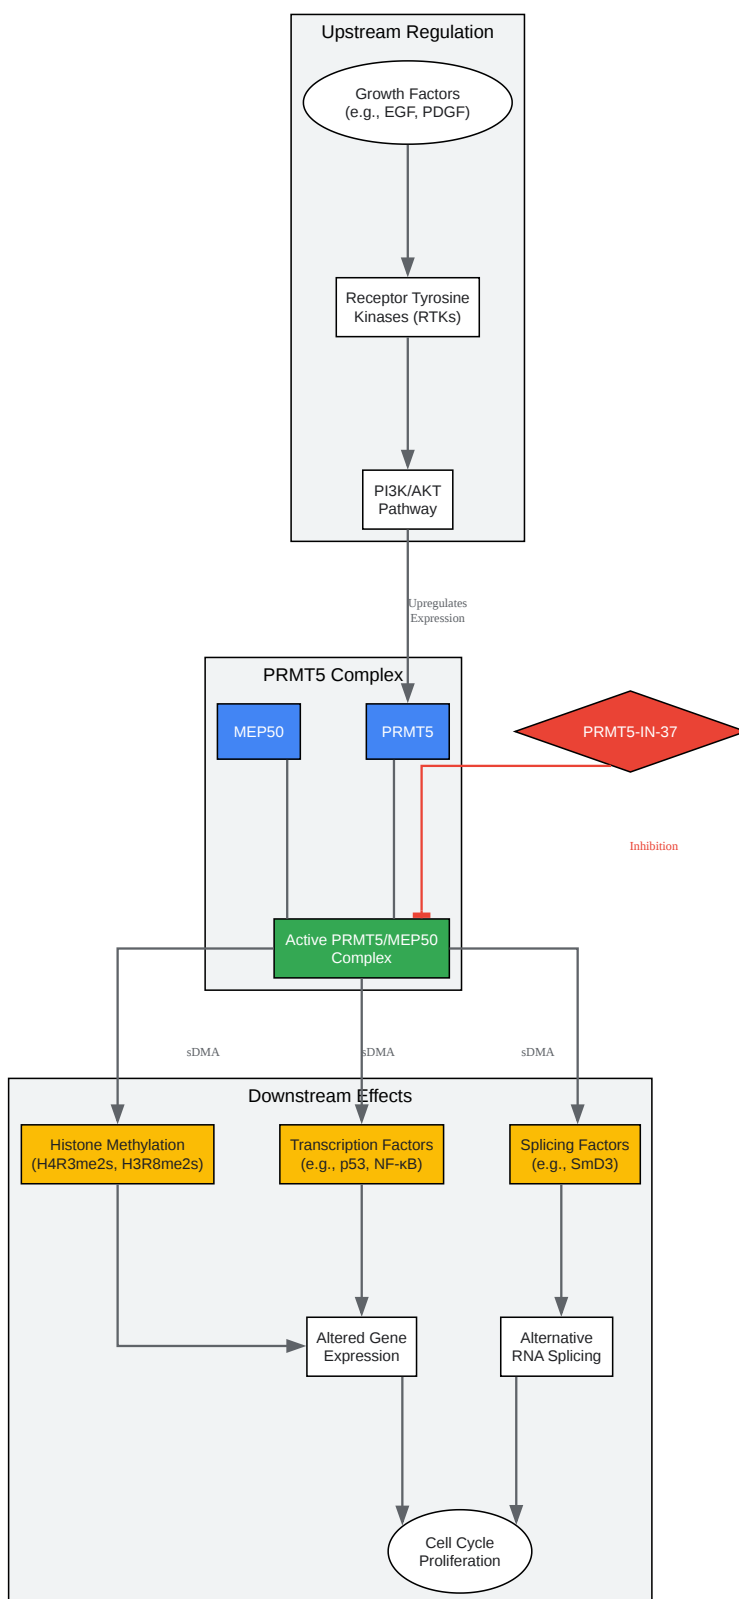 Upstream Regulation
Growth Factors
(e.g., EGF, PDGF)
Receptor Tyrosine
Kinases (RTKs)
PI3K/AKT
Pathway
Upregulates
Expression
PRMT5 Complex
MEP50
PRMT5
PRMT5-IN-37
Inhibition
Active PRMT5/MEP50
Complex
sDMA
sDMA
sDMA
Downstream Effects
Histone Methylation
(H4R3me2s, H3R8me2s)
Transcription Factors
(e.g., p53, NF-κB)
Splicing Factors
(e.g., SmD3)
Altered Gene
Expression
Alternative
RNA Splicing
Cell Cycle
Proliferation